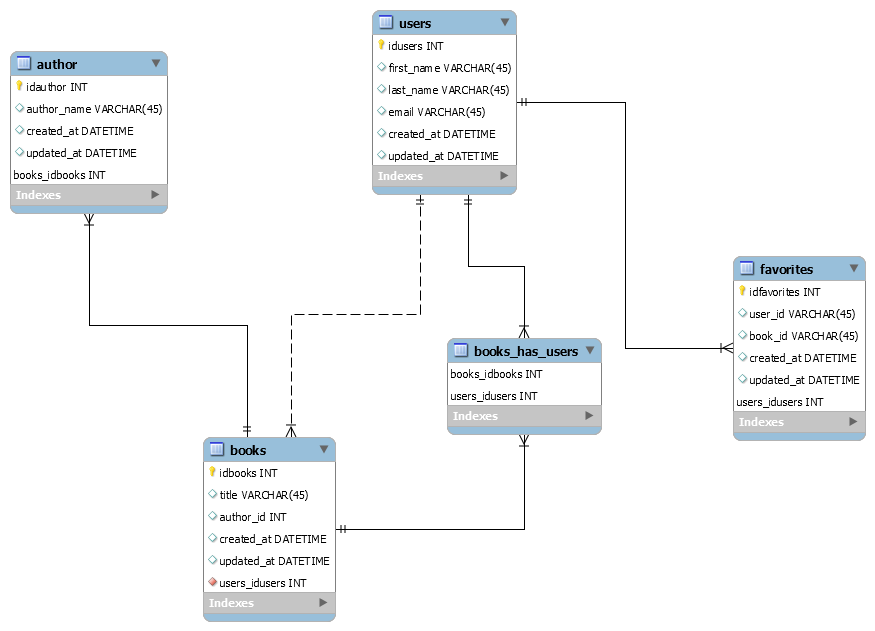 users
idusers INT
first_name VARCHAR(45)
last_name VARCHAR(45)
email VARCHAR(45)
created_at DATETIME
updated_at DATETIME
Indexes
author
idauthor INT
author_name VARCHAR(45)
created_at DATETIME
updated_at DATETIME
books_idbooks INT
Indexes
favorites
idfavorites INT
user_id VARCHAR(45)
book_id VARCHAR(45)
created_at DATETIME
updated_at DATETIME
users_idusers INT
Indexes
books_has_users
books_idbooks INT
users_idusers INT
Indexes
books
idbooks INT
title VARCHAR(45)
author_id INT
created_at DATETIME
updated_at DATETIME
users_idusers INT
Indexes